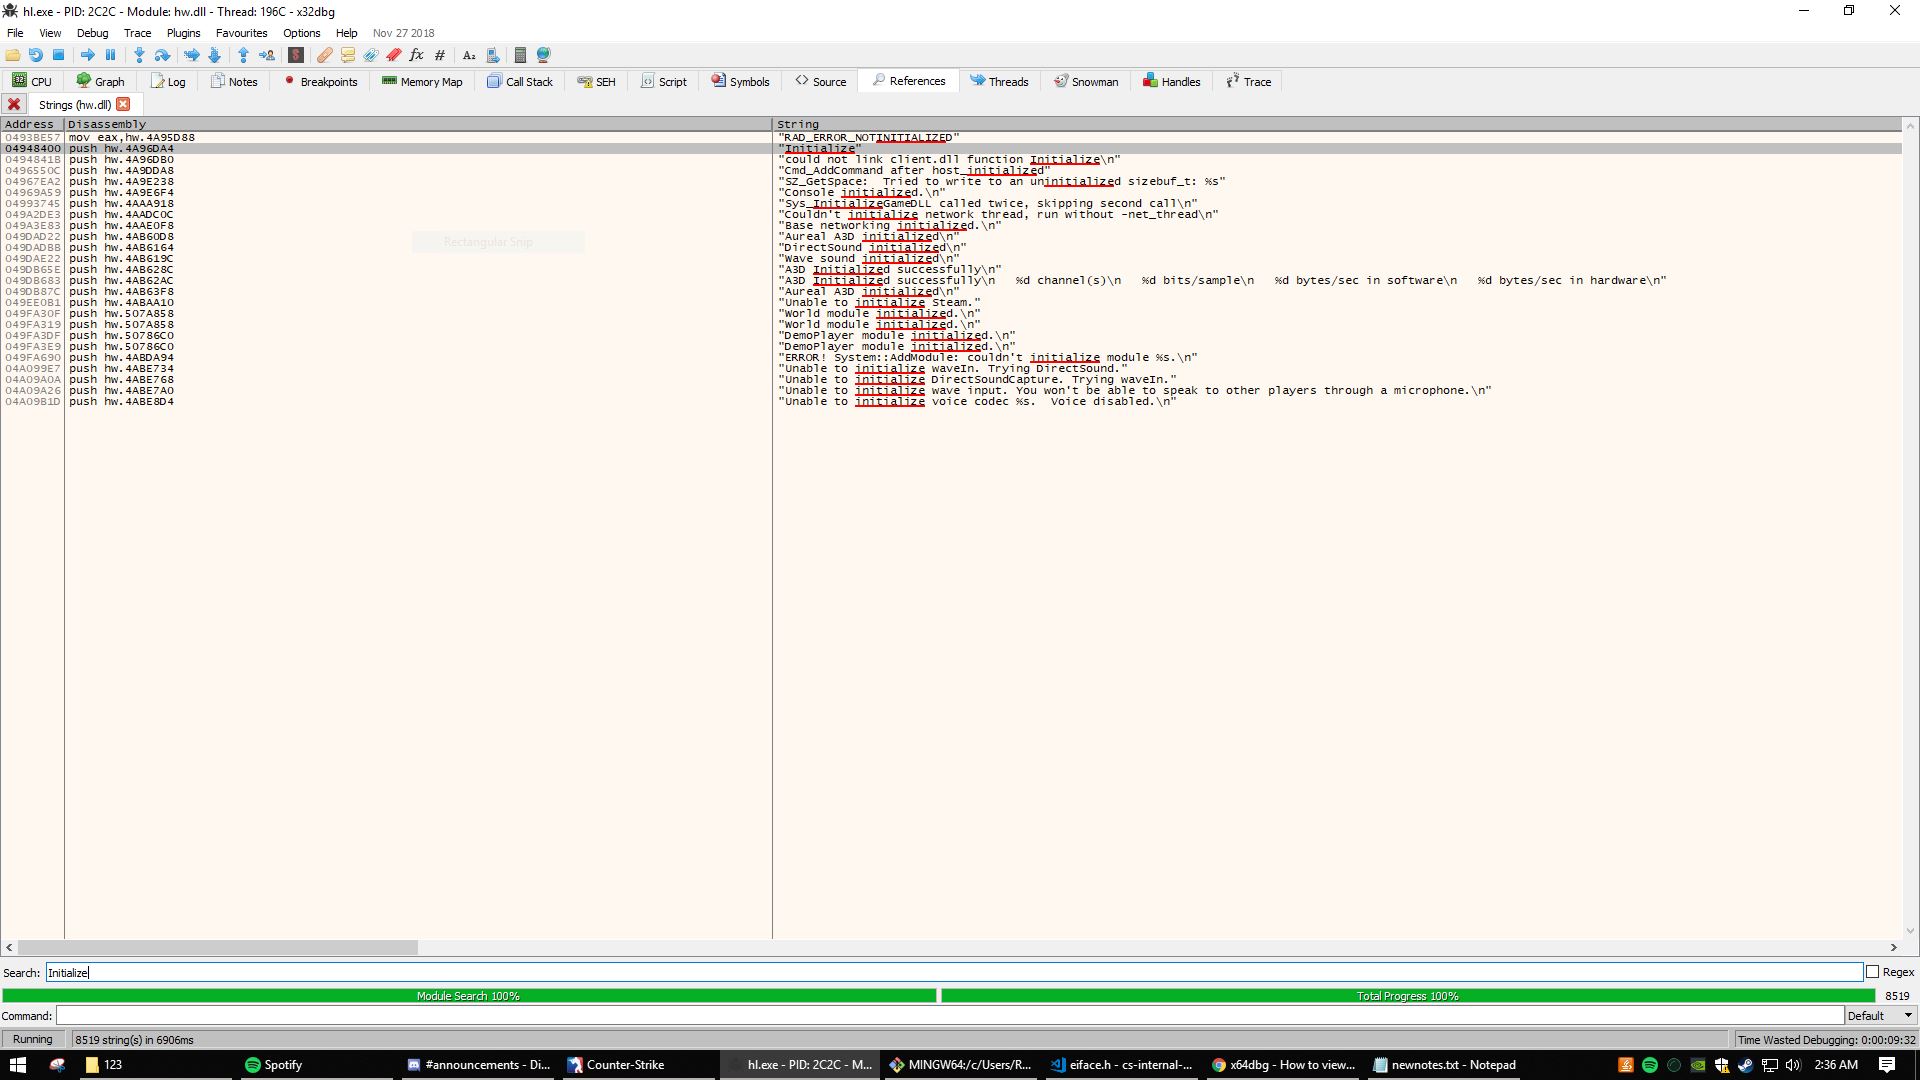 hl.exe - PID: 2C2C - Module: hw.dll - Thread: 196C - x32dbg
File View Debug Trace Plugins Favourites Options Help Nov 27 2018
CPU Graph Log Notes Breakpoints Memory Map Call Stack SEH Script Symbols Source References Threads Snowman Handles Trace
Strings (hw.dll)
Address Disassembly String
0493BE57 mov eax,hw.4A95D88 "RAD_ERROR_NOTINITIALIZED"
04948400 push hw.4A96DA4 "Initialize"
0494841B push hw.4A96DB0 "could not link client.dll function Initialize\n"
0496550C push hw.4A9DDA8 "Cmd_AddCommand after host_initialized"
04967EA2 push hw.4A9E238 "SZ_GetSpace:  Tried to write to an uninitialized sizebuf_t: %s"
04969A59 push hw.4A9E6F4 "Console initialized.\n"
04993745 push hw.4AAA918 "Sys_InitializeGameDLL called twice, skipping second call\n"
049A2DE3 push hw.4AADC0C "Couldn't initialize network thread, run without -net_thread\n"
049A3E83 push hw.4AAE0F8 "Base networking initialized.\n"
049DAD22 push hw.4AB60D8 "Aureal A3D initialized\n"
049DADBB push hw.4AB6164 "DirectSound initialized\n"
049DAE22 push hw.4AB619C "Wave sound initialized\n"
049DB65E push hw.4AB628C "A3D Initialized successfully\n"
049DB683 push hw.4AB62AC "A3D Initialized successfully\n   %d channel(s)\n   %d bits/sample\n   %d bytes/sec in software\n   %d bytes/sec in hardware\n"
049DB87C push hw.4AB63F8 "Aureal A3D initialized\n"
049EE0B1 push hw.4ABAA10 "Unable to initialize Steam."
049FA30F push hw.507A858 "World module initialized.\n"
049FA319 push hw.507A858 "World module initialized.\n"
049FA3DF push hw.50786C0 "DemoPlayer module initialized.\n"
049FA3E9 push hw.50786C0 "DemoPlayer module initialized.\n"
049FA690 push hw.4ABDA94 "ERROR! System::AddModule: couldn't initialize module %s.\n"
04A099E7 push hw.4ABE734 "Unable to initialize waveIn. Trying DirectSound."
04A09A0A push hw.4ABE768 "Unable to initialize DirectSoundCapture. Trying waveIn."
04A09A26 push hw.4ABE7A0 "Unable to initialize wave input. You won't be able to speak to other players through a microphone.\n"
04A09B1D push hw.4ABE8D4 "Unable to initialize voice codec %s.  Voice disabled.\n"
Rectangular Snip
Search: Initialize Regex
Module Search 100% Total Progress 100% 8519
Command: Default
Running 8519 string(s) in 6906ms Time Wasted Debugging: 0:00:09:32
123 Spotify #announcements - Di... Counter-Strike hl.exe - PID: 2C2C - M... MINGW64:/c/Users/R... eiface.h - cs-internal-... x64dbg - How to view... newnotes.txt - Notepad 2:36 AM